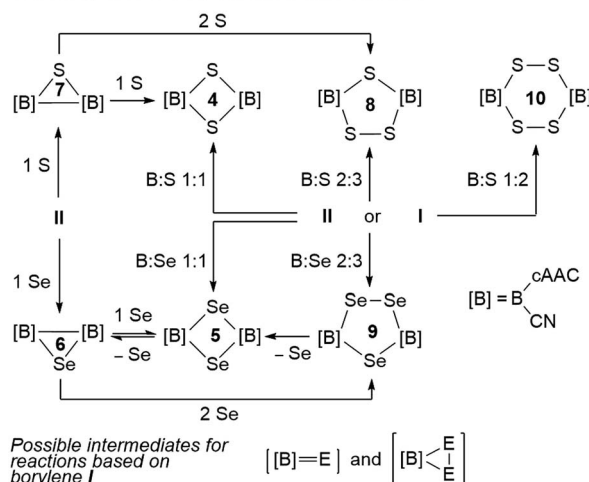 2 S
S
7
[B] [B]
1 S
S
[B] 4 [B]
S
S
[B] 8 [B]
S–S
S–S
[B] 10 [B]
S–S
1 S
B:S 1:1
B:S 2:3
B:S 1:2
II
II or I
1 Se
B:Se 1:1
B:Se 2:3
[B] = B
cAAC
CN
[B] [B]
6
Se
1 Se
– Se
Se
[B] 5 [B]
Se
– Se
Se–Se
[B] 9 [B]
Se
2 Se
Possible intermediates for
reactions based on
borylene I
[[B]=E] and [[B] E E]